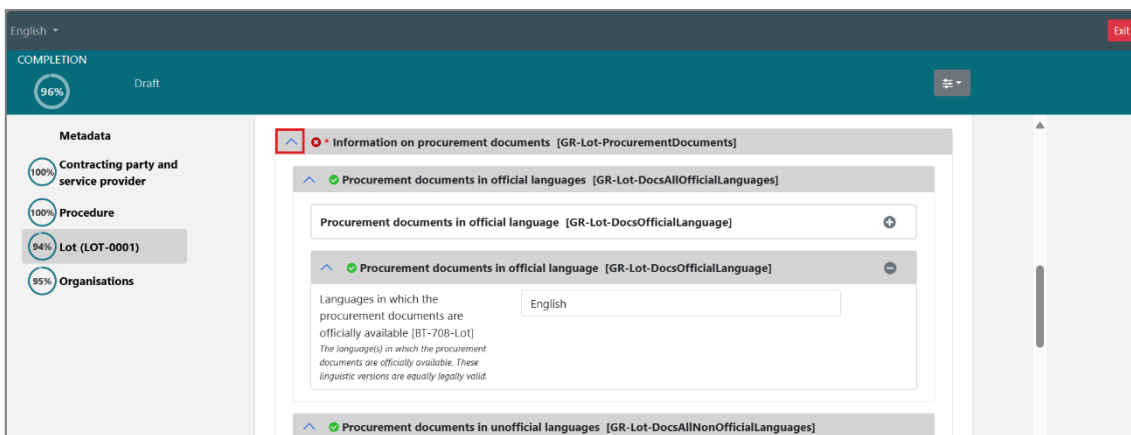 English
Exit
COMPLETION
96%
Draft
Metadata
100%
Contracting party and
service provider
100%
Procedure
94%
Lot (LOT-0001)
95%
Organisations
* Information on procurement documents [GR-Lot-ProcurementDocuments]
Procurement documents in official languages [GR-Lot-DocsAllOfficialLanguages]
Procurement documents in official language [GR-Lot-DocsOfficialLanguage]
Procurement documents in official language [GR-Lot-DocsOfficialLanguage]
Languages in which the
procurement documents are
officially available [BT-708-Lot]
The language(s) in which the procurement
documents are officially available. These
linguistic versions are equally legally valid.
English
Procurement documents in unofficial languages [GR-Lot-DocsAllNonOfficialLanguages]